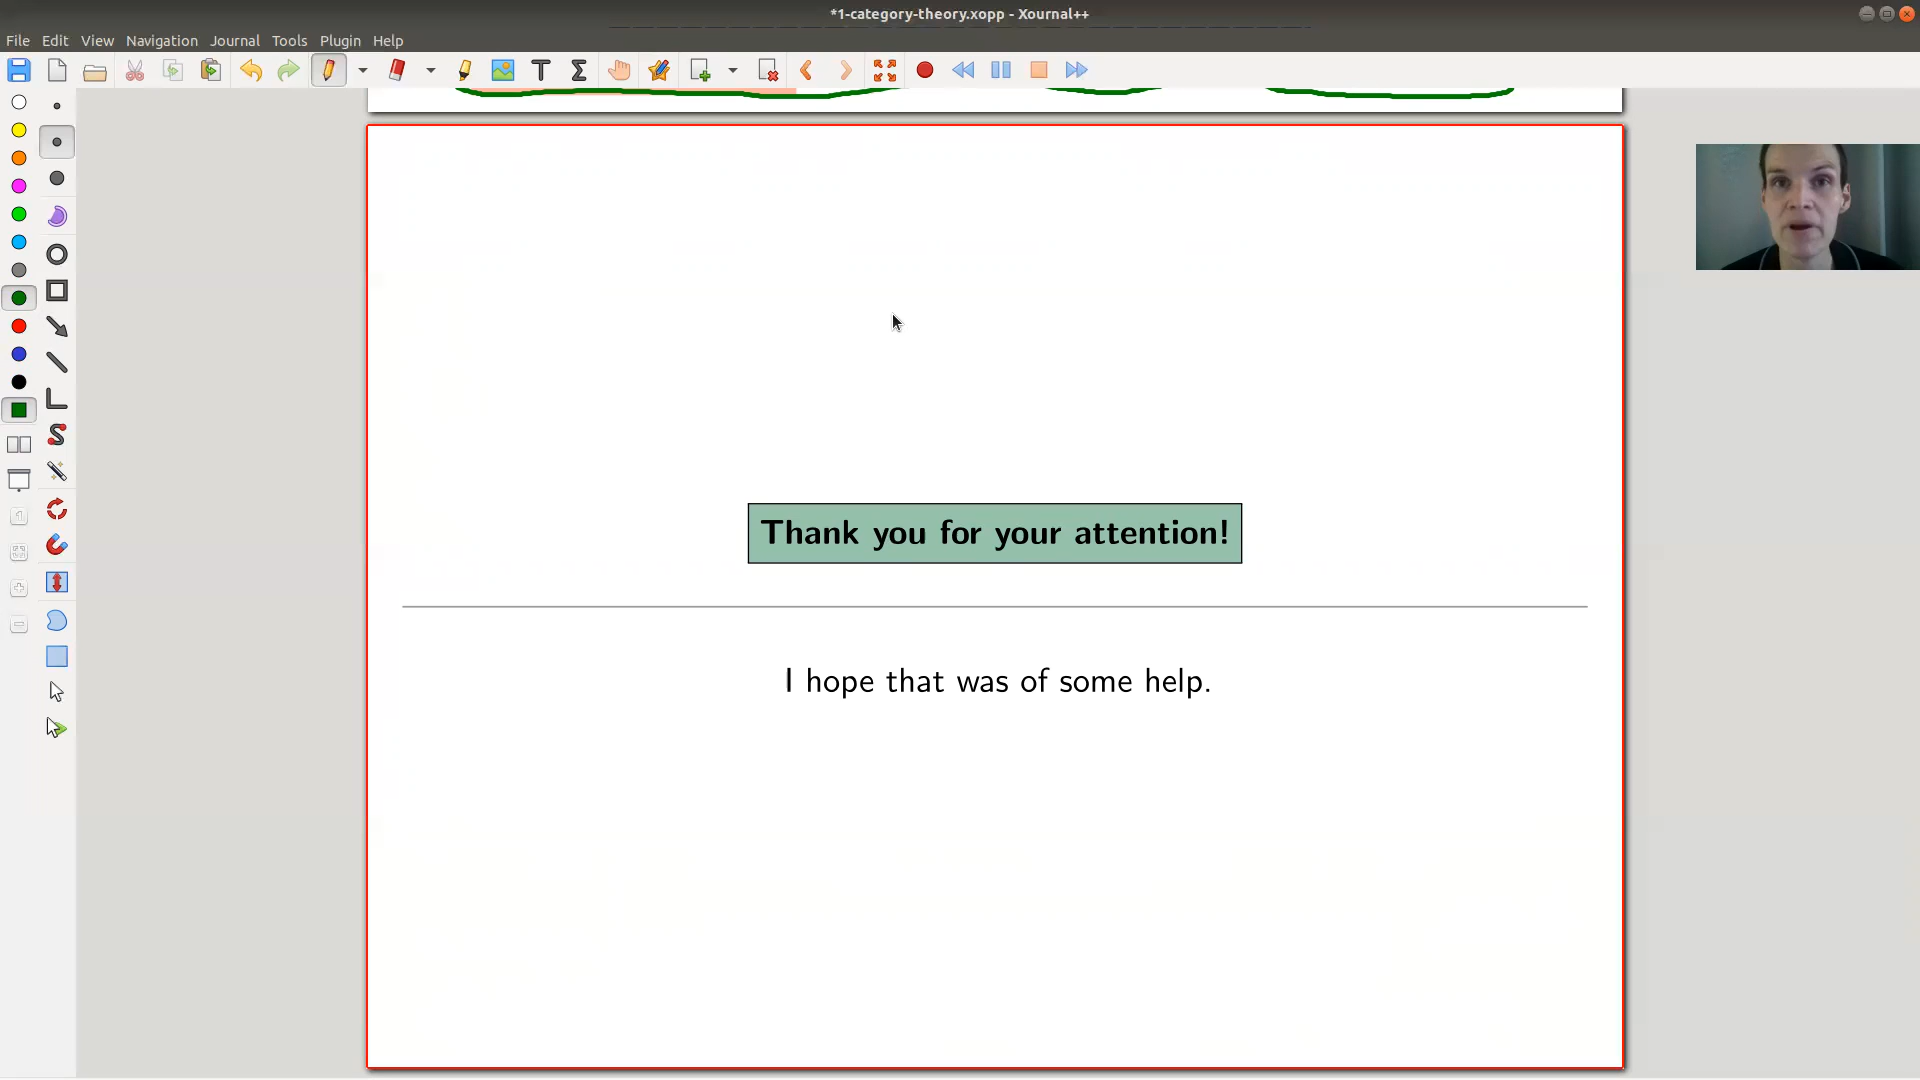 *1-category-theory.xopp - Xournal++
File Edit View Navigation Journal Tools Plugin Help
Thank you for your attention!
I hope that was of some help.